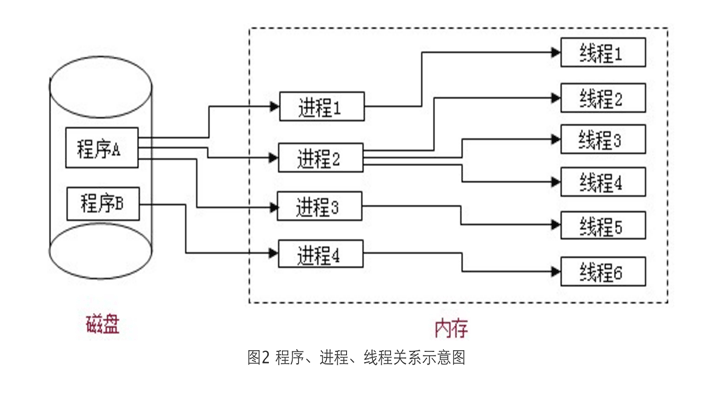 线程1
进程1
线程2
程序A
进程2
线程3
线程4
程序B
进程3
线程5
进程4
线程6
磁盘
内存
图2 程序、进程、线程关系示意图